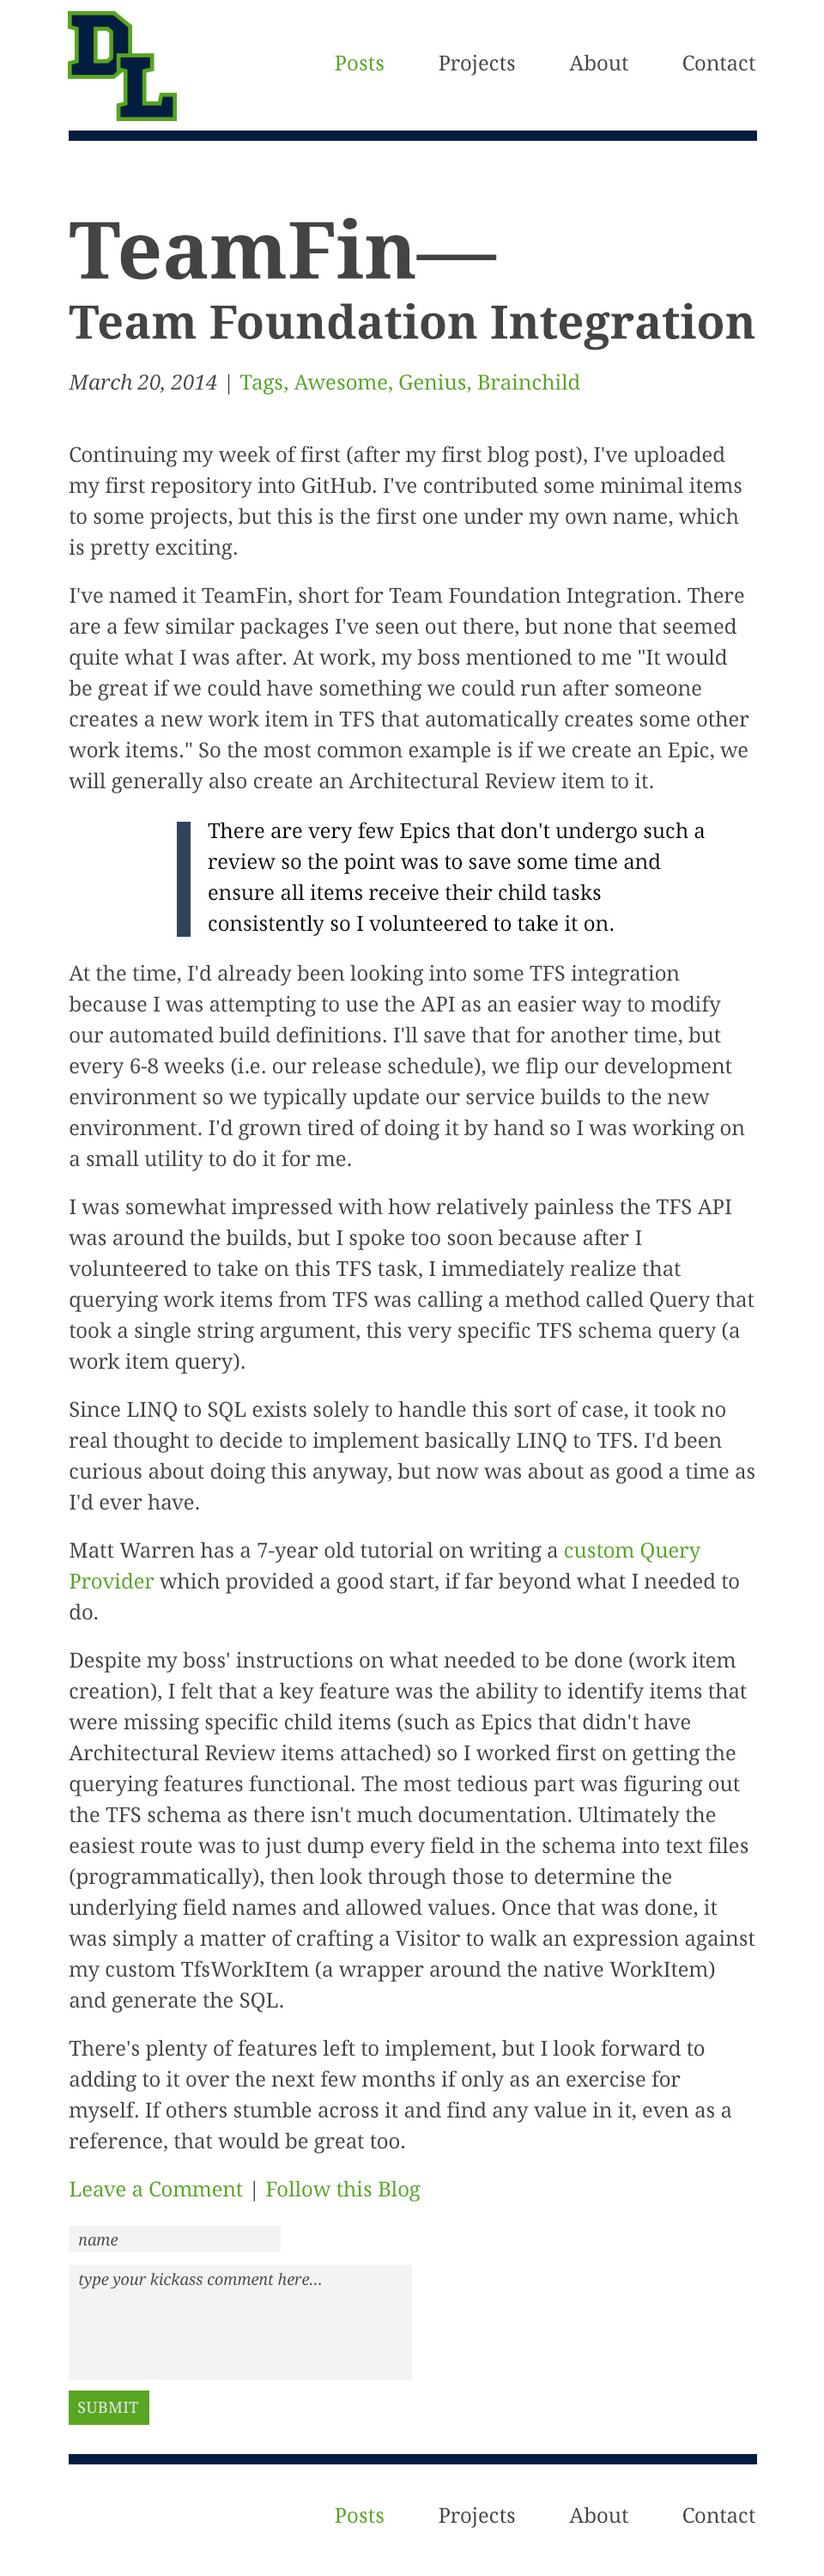 DL
Posts Projects About Contact
TeamFin—
Team Foundation Integration
March 20, 2014 | Tags, Awesome, Genius, Brainchild
Continuing my week of first (after my first blog post), I've uploaded
my first repository into GitHub. I've contributed some minimal items
to some projects, but this is the first one under my own name, which
is pretty exciting.
I've named it TeamFin, short for Team Foundation Integration. There
are a few similar packages I've seen out there, but none that seemed
quite what I was after. At work, my boss mentioned to me "It would
be great if we could have something we could run after someone
creates a new work item in TFS that automatically creates some other
work items." So the most common example is if we create an Epic, we
will generally also create an Architectural Review item to it.
There are very few Epics that don't undergo such a
review so the point was to save some time and
ensure all items receive their child tasks
consistently so I volunteered to take it on.
At the time, I'd already been looking into some TFS integration
because I was attempting to use the API as an easier way to modify
our automated build definitions. I'll save that for another time, but
every 6-8 weeks (i.e. our release schedule), we flip our development
environment so we typically update our service builds to the new
environment. I'd grown tired of doing it by hand so I was working on
a small utility to do it for me.
I was somewhat impressed with how relatively painless the TFS API
was around the builds, but I spoke too soon because after I
volunteered to take on this TFS task, I immediately realize that
querying work items from TFS was calling a method called Query that
took a single string argument, this very specific TFS schema query (a
work item query).
Since LINQ to SQL exists solely to handle this sort of case, it took no
real thought to decide to implement basically LINQ to TFS. I'd been
curious about doing this anyway, but now was about as good a time as
I'd ever have.
Matt Warren has a 7-year old tutorial on writing a custom Query
Provider which provided a good start, if far beyond what I needed to
do.
Despite my boss' instructions on what needed to be done (work item
creation), I felt that a key feature was the ability to identify items that
were missing specific child items (such as Epics that didn't have
Architectural Review items attached) so I worked first on getting the
querying features functional. The most tedious part was figuring out
the TFS schema as there isn't much documentation. Ultimately the
easiest route was to just dump every field in the schema into text files
(programmatically), then look through those to determine the
underlying field names and allowed values. Once that was done, it
was simply a matter of crafting a Visitor to walk an expression against
my custom TfsWorkItem (a wrapper around the native WorkItem)
and generate the SQL.
There's plenty of features left to implement, but I look forward to
adding to it over the next few months if only as an exercise for
myself. If others stumble across it and find any value in it, even as a
reference, that would be great too.
Leave a Comment | Follow this Blog
name
type your kickass comment here...
SUBMIT
Posts Projects About Contact